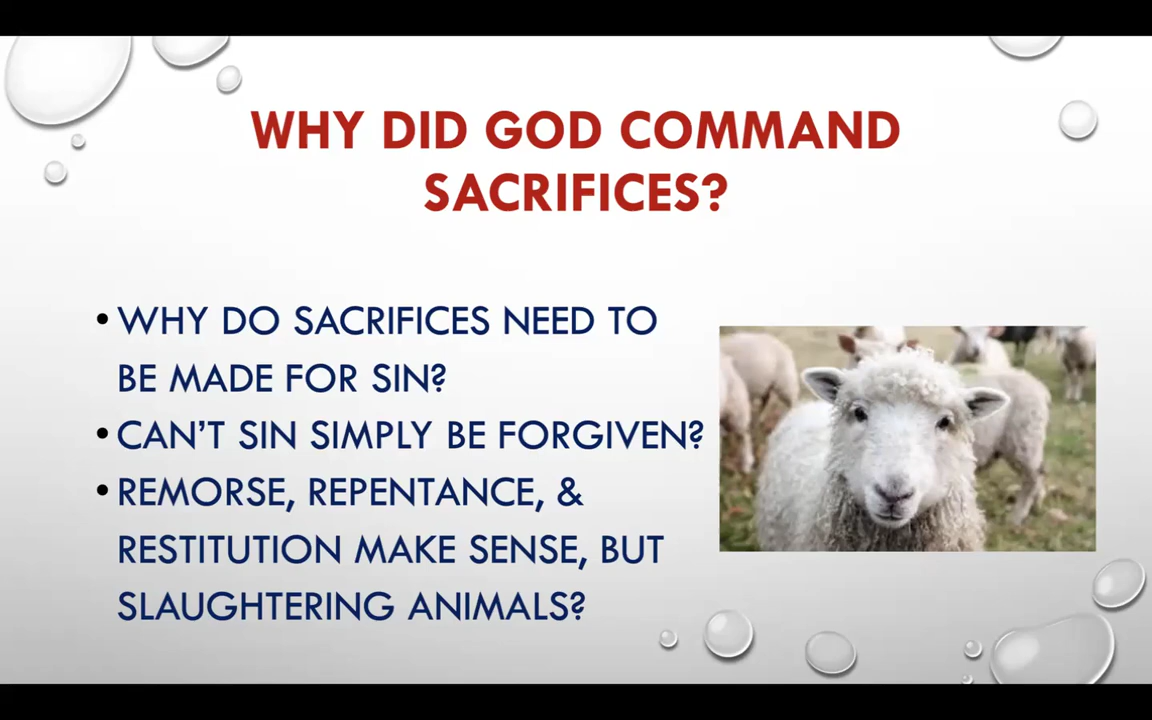 WHY DID GOD COMMAND
SACRIFICES?
• WHY DO SACRIFICES NEED TO
BE MADE FOR SIN?
• CAN'T SIN SIMPLY BE FORGIVEN?
• REMORSE, REPENTANCE, &
RESTITUTION MAKE SENSE, BUT
SLAUGHTERING ANIMALS?